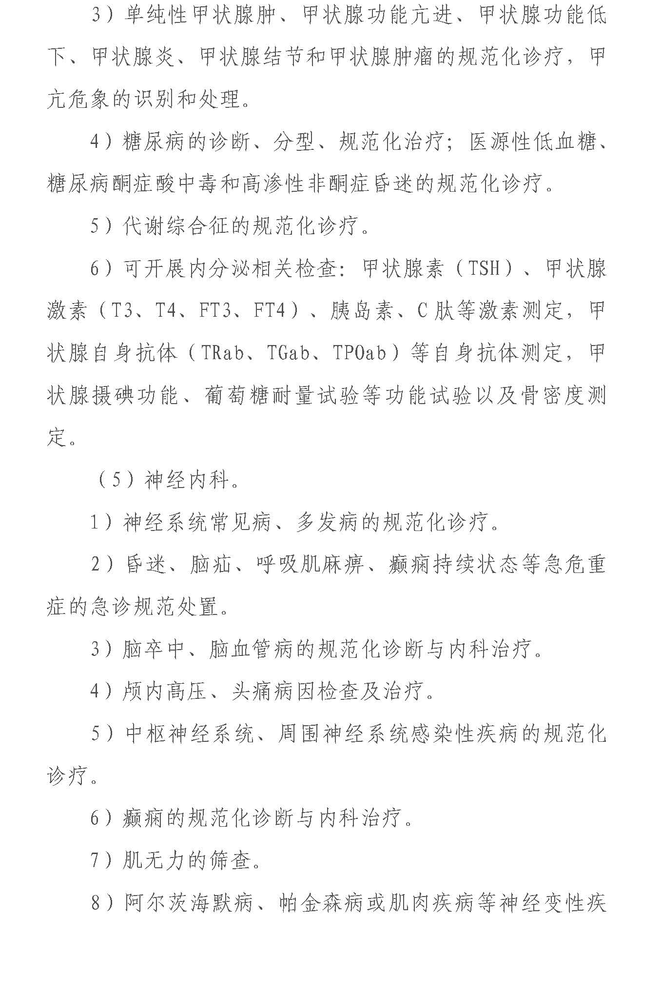 3）单纯性甲状腺肿、甲状腺功能亢进、甲状腺功能低
下、甲状腺炎、甲状腺结节和甲状腺肿瘤的规范化诊疗，甲
亢危象的识别和处理。
4）糖尿病的诊断、分型、规范化治疗；医源性低血糖、
糖尿病酮症酸中毒和高渗性非酮症昏迷的规范化诊疗。
5）代谢综合征的规范化诊疗。
6）可开展内分泌相关检查：甲状腺素（TSH）、甲状腺
激素（T3、T4、FT3、FT4）、胰岛素、C 肽等激素测定，甲
状腺自身抗体（TRab、TGab、TPOab）等自身抗体测定，甲
状腺摄碘功能、葡萄糖耐量试验等功能试验以及骨密度测
定。
（5）神经内科。
1）神经系统常见病、多发病的规范化诊疗。
2）昏迷、脑疝、呼吸肌麻痹、癫痫持续状态等急危重
症的急诊规范处置。
3）脑卒中、脑血管病的规范化诊断与内科治疗。
4）颅内高压、头痛病因检查及治疗。
5）中枢神经系统、周围神经系统感染性疾病的规范化
诊疗。
6）癫痫的规范化诊断与内科治疗。
7）肌无力的筛查。
8）阿尔茨海默病、帕金森病或肌肉疾病等神经变性疾